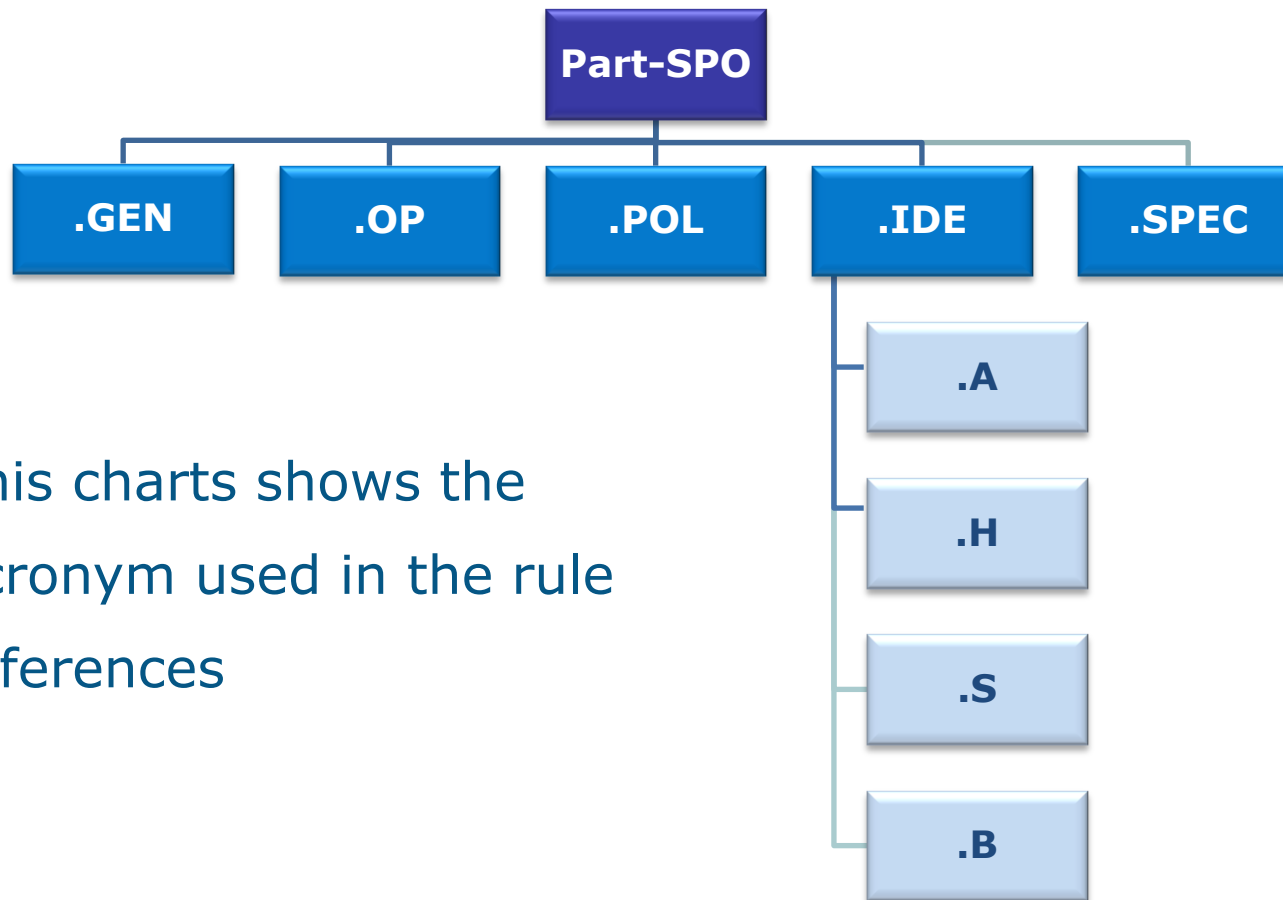 Part-SPO
.GEN
.OP
.POL
.IDE
.SPEC
.A
.H
.S
.B
his charts shows the
cronym used in the rule
ferences